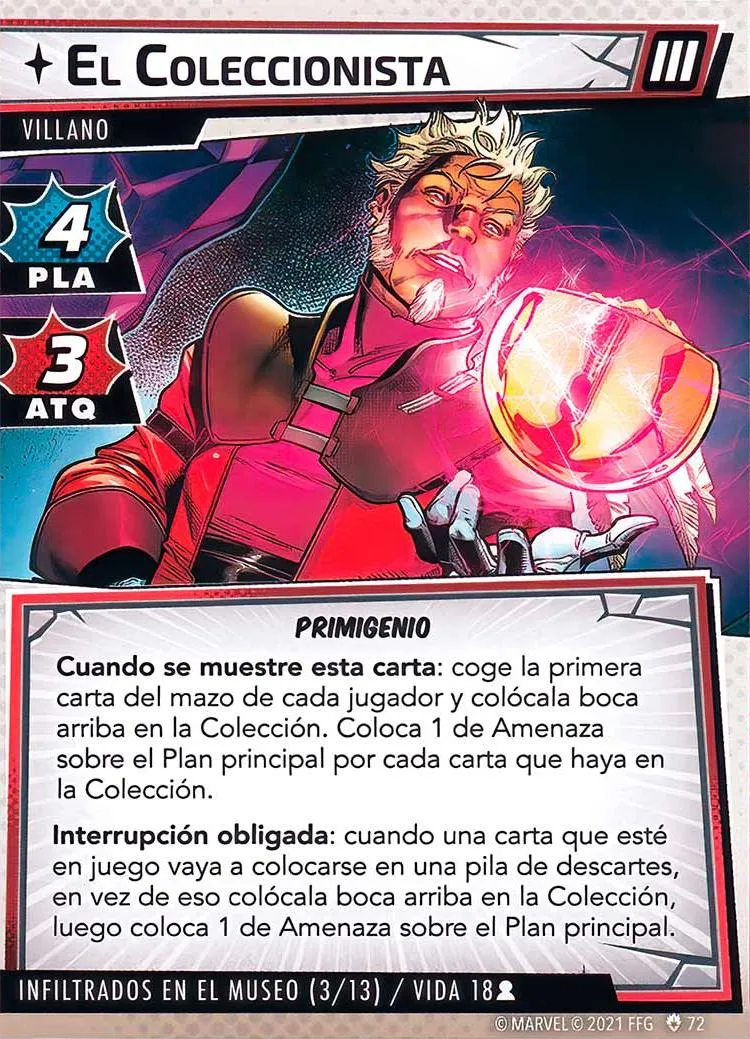 El Coleccionista
III
VILLANO
4
PLA
3
ATQ
PRIMIGENIO
Cuando se muestre esta carta: coge la primera
carta del mazo de cada jugador y colócala boca
arriba en la Colección. Coloca 1 de Amenaza
sobre el Plan principal por cada carta que haya en
la Colección.
Interrupción obligada: cuando una carta que esté
en juego vaya a colocarse en una pila de descartes,
en vez de eso colócala boca arriba en la Colección,
luego coloca 1 de Amenaza sobre el Plan principal.
INFILTRADOS EN EL MUSEO (3/13) / VIDA 18
© MARVEL © 2021 FFG 72